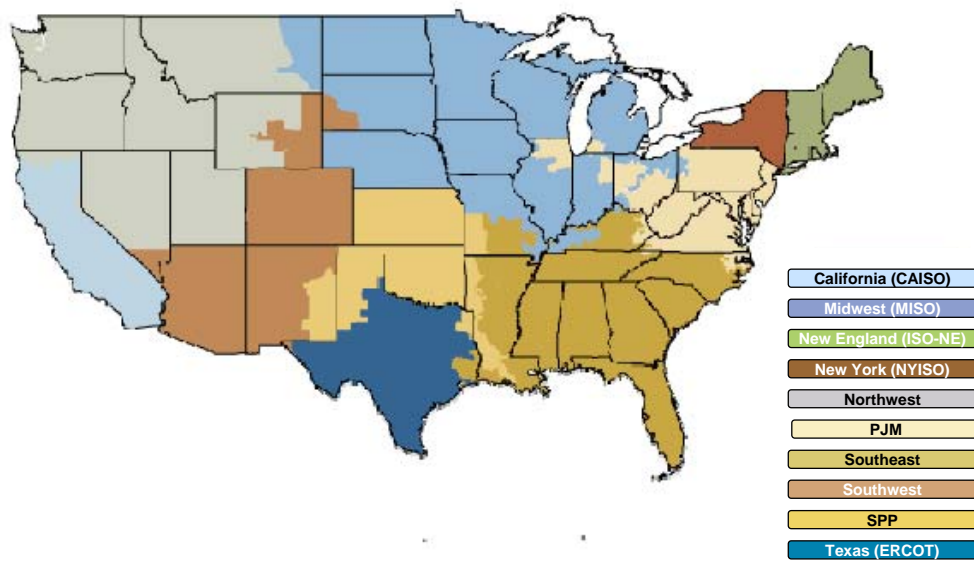 California (CAISO)
Midwest (MISO)
New England (ISO-NE)
New York (NYISO)
Northwest
PJM
Southeast
Southwest
SPP
Texas (ERCOT)